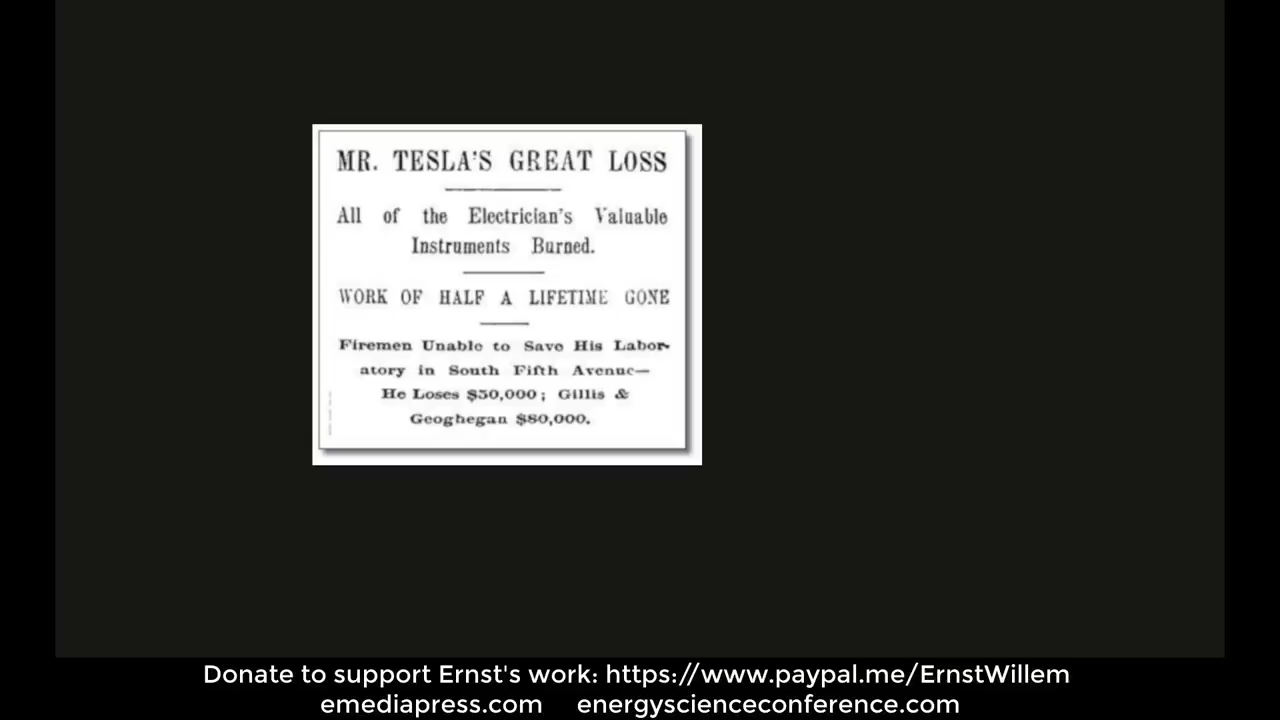 MR. TESLA'S GREAT LOSS
All of the Electrician's Valuable
Instruments Burned.
WORK OF HALF A LIFETIME GONE
Firemen Unable to Save His Labor-
atory in South Fifth Avenue—
He Loses $50,000; Gillis &
Geoghegan $80,000.
Donate to support Ernst's work: https://www.paypal.me/ErnstWillem
emediapress.com energyscienceconference.com